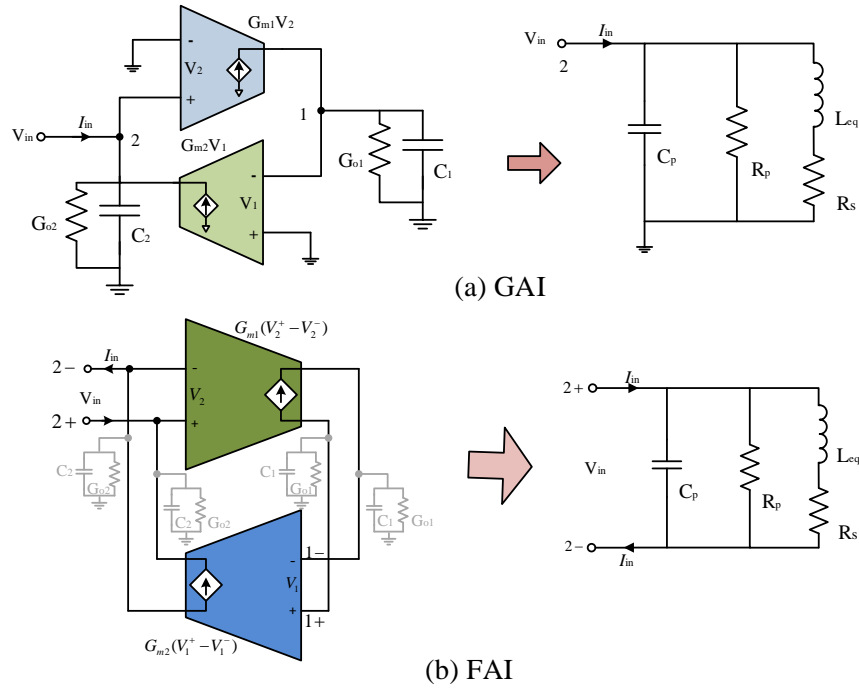 Gm1V2
-
V2
+
Vin
Iin
2
Gm2V1
1
-
V1
+
Go1
C1
Go2
C2
Vin
Iin
2
Cp
Rp
Leq
Rs
(a) GAI
Gm1(V2+ − V2−)
2−
Iin
-
V2
Vin
2+
+
C2
Go2
C2
Go2
C1
Go1
C1
Go1
1−
-
V1
+
1+
Gm2(V1+ − V1−)
2+
Iin
Vin
Cp
Rp
Leq
Rs
2−
Iin
(b) FAI